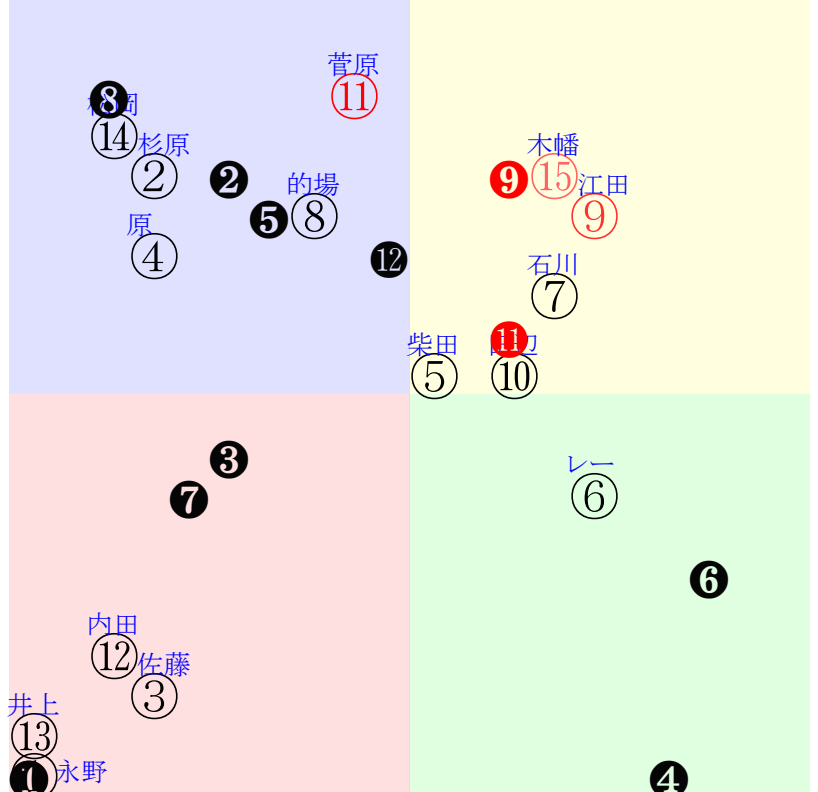 菅原
⑪
❽
⑭
杉原
②
❷
的場
⑧
❺
原
④
⓬
木幡
⑮
❾
江田
⑨
石川
⑦
⓫
柴田
⑤
⑩
❸
❼
レー
⑥
❻
内田
⑫
佐藤
③
井上
⑬
永野
❹